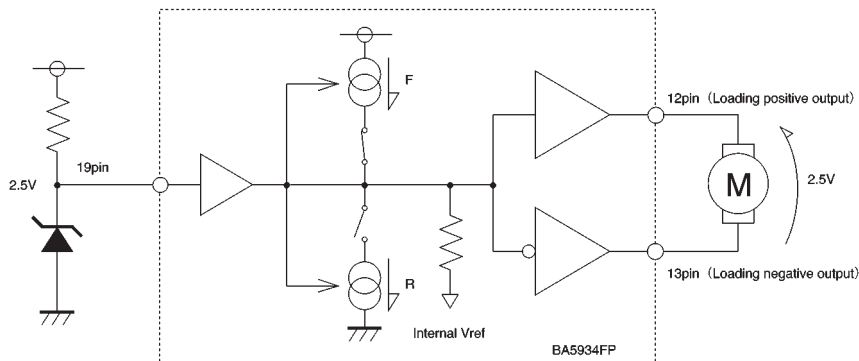 F
12pin (Loading positive output)
19pin
2.5V
M
2.5V
R
13pin (Loading negative output)
Internal Vref
BA5934FP